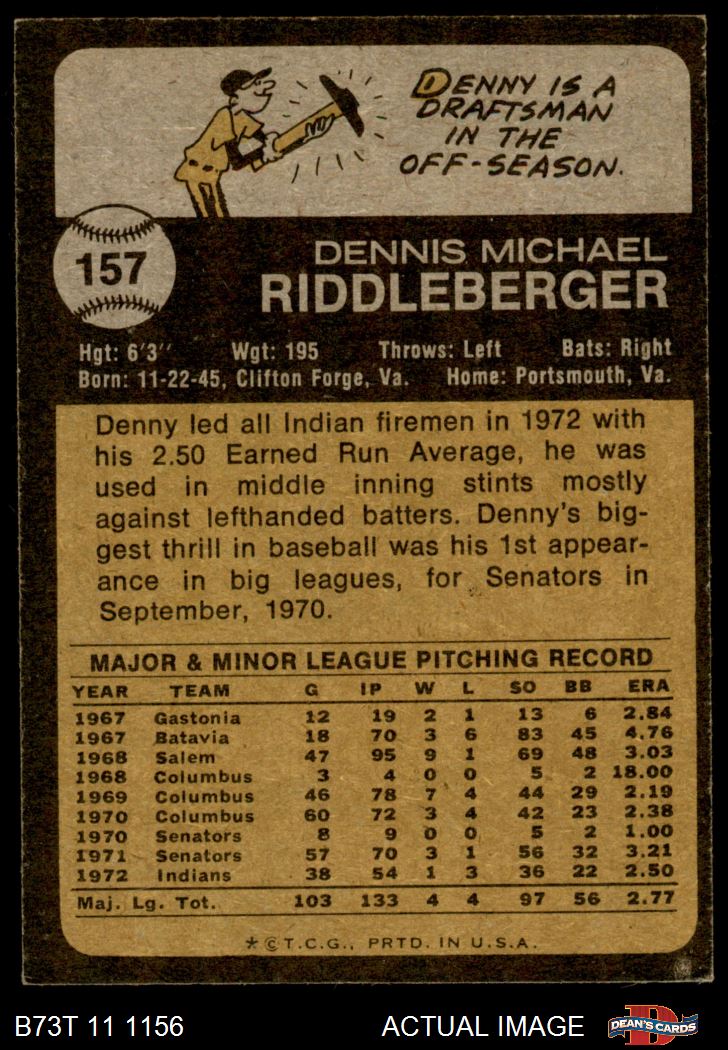 DENNY IS A
DRAFTSMAN
IN THE
OFF-SEASON.
157
DENNIS MICHAEL
RIDDLEBERGER
Hgt: 6'3" Wgt: 195 Throws: Left Bats: Right
Born: 11-22-45, Clifton Forge, Va. Home: Portsmouth, Va.
Denny led all Indian firemen in 1972 with
his 2.50 Earned Run Average, he was
used in middle inning stints mostly
against lefthanded batters. Denny's big-
gest thrill in baseball was his 1st appear-
ance in big leagues, for Senators in
September, 1970.
MAJOR & MINOR LEAGUE PITCHING RECORD
YEAR TEAM G IP W L SO BB ERA
1967 Gastonia 12 19 2 1 13 6 2.84
1967 Batavia 18 70 3 6 83 45 4.76
1968 Salem 47 95 9 1 69 48 3.03
1968 Columbus 3 4 0 0 5 2 18.00
1969 Columbus 46 78 7 4 44 29 2.19
1970 Columbus 60 72 3 4 42 23 2.38
1970 Senators 8 9 0 0 5 2 1.00
1971 Senators 57 70 3 1 56 32 3.21
1972 Indians 38 54 1 3 36 22 2.50
Maj. Lg. Tot. 103 133 4 4 97 56 2.77
*©T.C.G., PRTD. IN U.S.A.
B73T 11 1156 ACTUAL IMAGE D DEAN'S CARDS